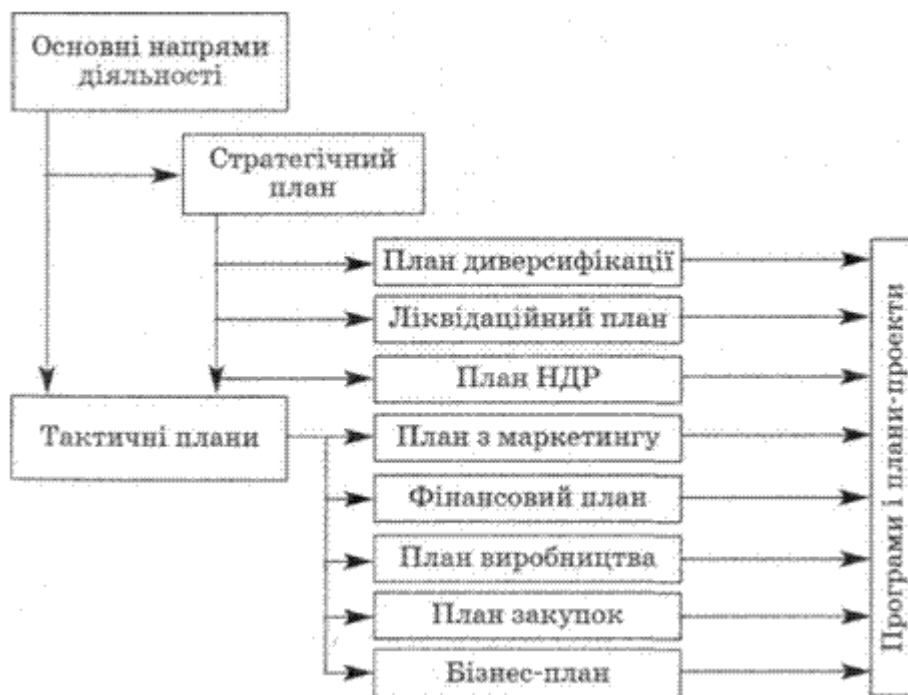 Основні напрями
діяльності
Стратегічний
план
План диверсифікації
Ліквідаційний план
План НДР
Тактичні плани
План з маркетингу
Фінансовий план
План виробництва
План закупок
Бізнес-план
Програми і плани-проекти